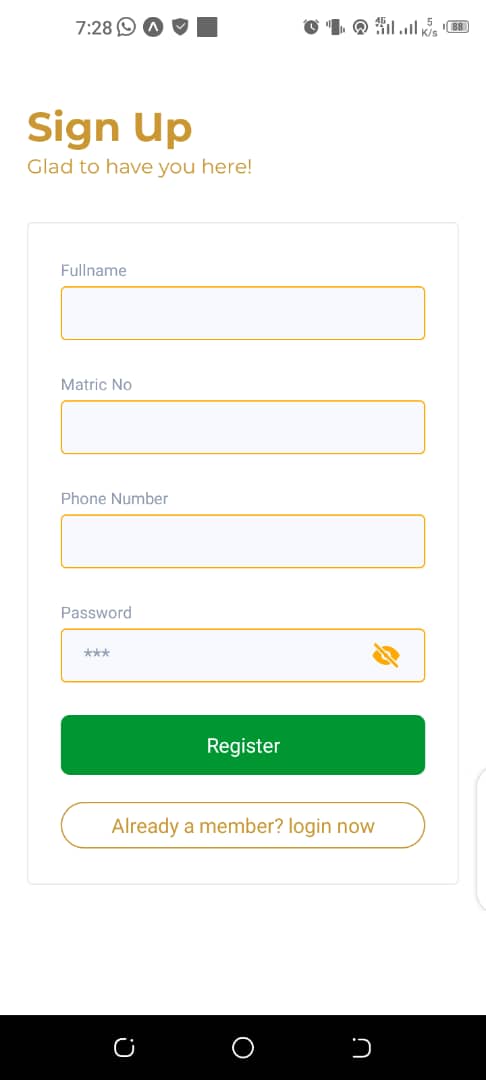 7:28 4G 5 K/s 88
Sign Up
Glad to have you here!
Fullname
Matric No
Phone Number
Password
***
Register
Already a member? login now